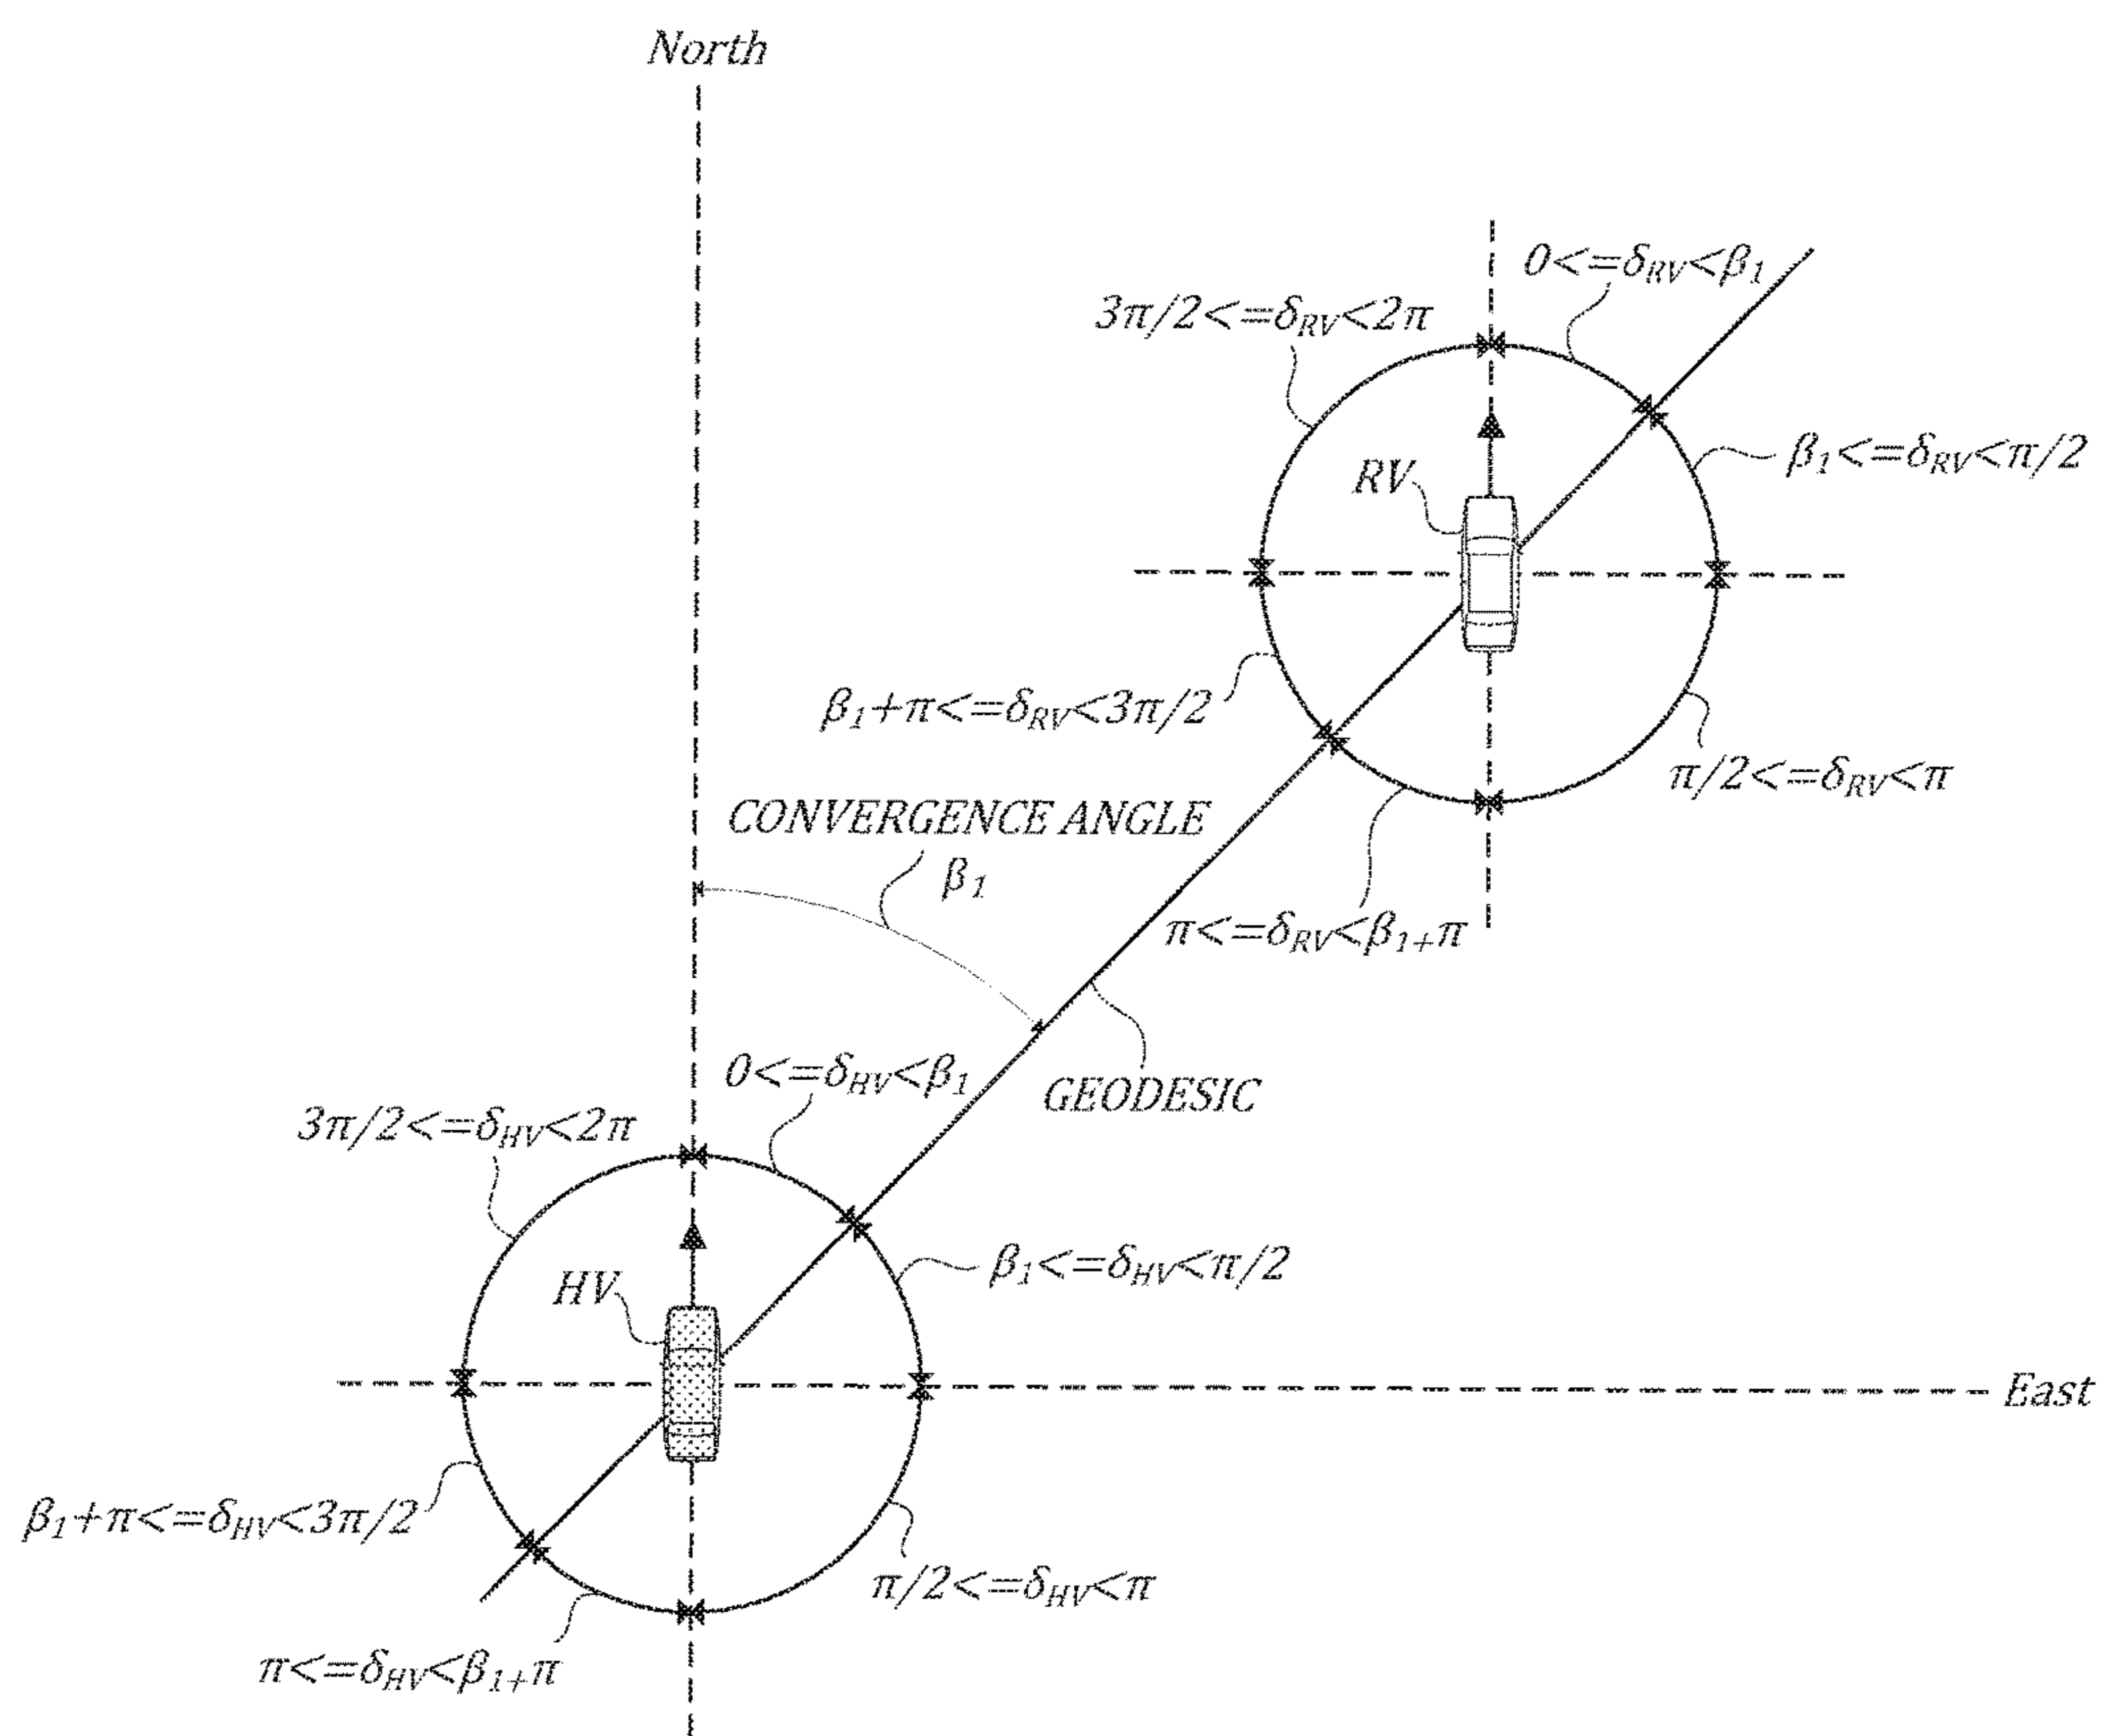 North
0<=δRV<β1
3π/2<=δRV<2π
β1<=δRV<π/2
RV
β1+π<=δRV<3π/2
π/2<=δRV<π
CONVERGENCE ANGLE
β1
π<=δRV<β1+π
0<=δHV<β1
GEODESIC
3π/2<=δHV<2π
β1<=δHV<π/2
HV
East
β1+π<=δHV<3π/2
π/2<=δHV<π
π<=δHV<β1+π